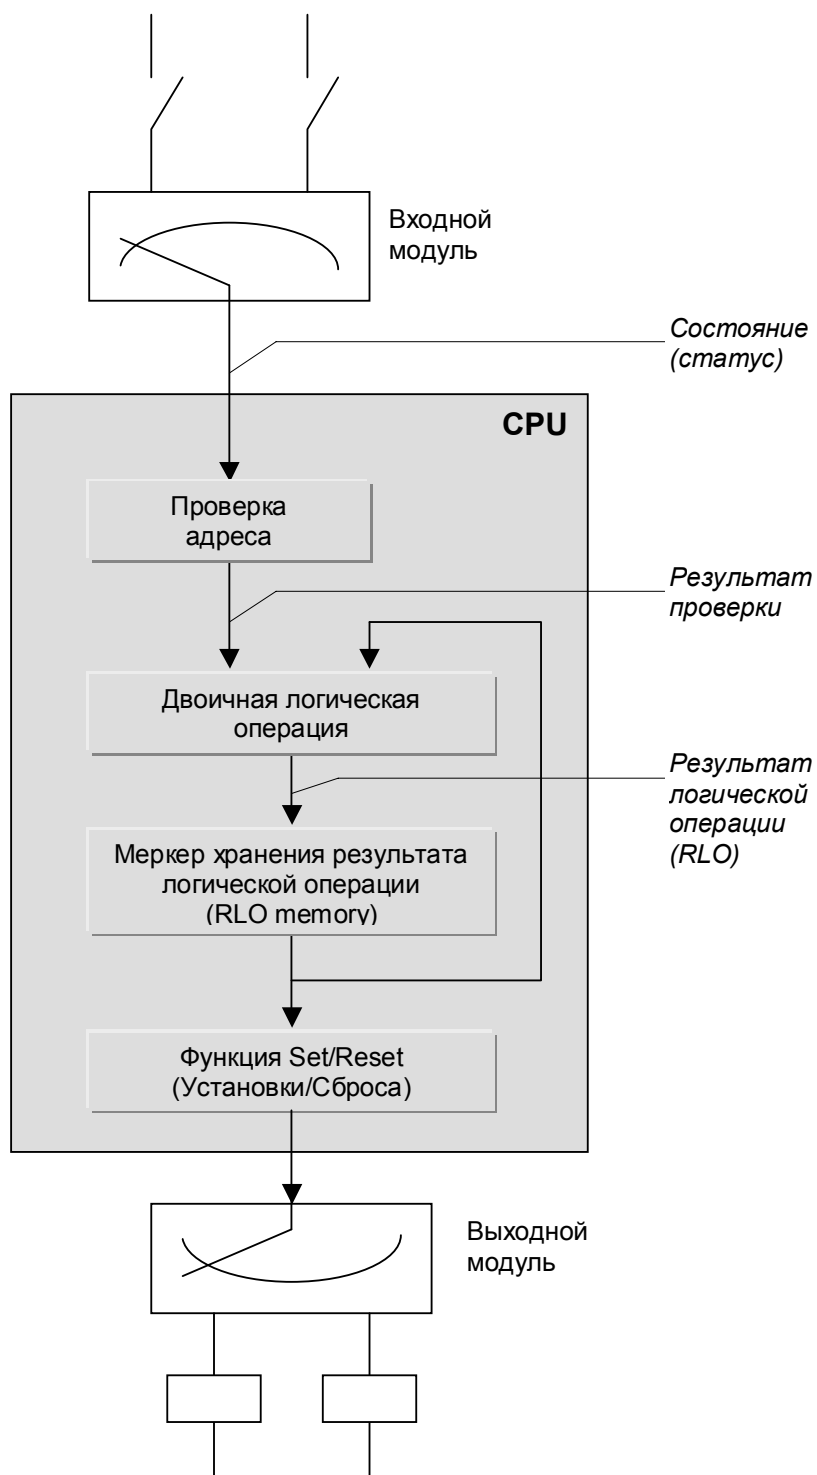 Входной
модуль
Состояние
(статус)
CPU
Проверка
адреса
Результат
проверки
Двоичная логическая
операция
Результат
логической
операции
(RLO)
Меркер хранения результата
логической операции
(RLO memory)
Функция Set/Reset
(Установки/Сброса)
Выходной
модуль